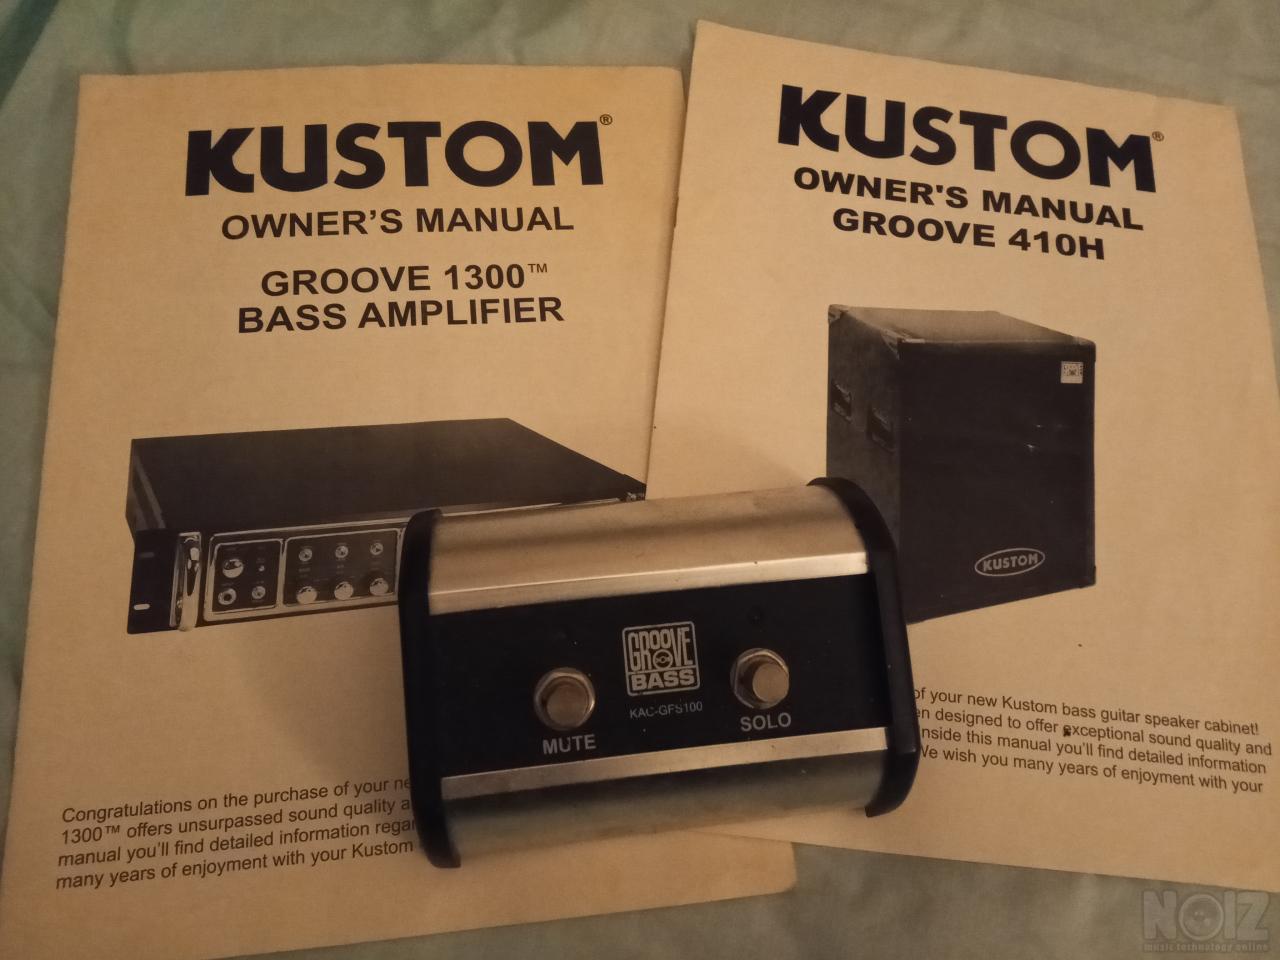 KUSTOM®
OWNER'S MANUAL
GROOVE 1300™
BASS AMPLIFIER
Congratulations on the purchase of your ne
1300™ offers unsurpassed sound quality a
manual you'll find detailed information regar
many years of enjoyment with your Kustom
KUSTOM®
OWNER'S MANUAL
GROOVE 410H
KUSTOM
of your new Kustom bass guitar speaker cabinet!
en designed to offer exceptional sound quality and
nside this manual you'll find detailed information
We wish you many years of enjoyment with your
GROOVE
BASS
KAC-GFS100
MUTE
SOLO
NOIZ
music technology online